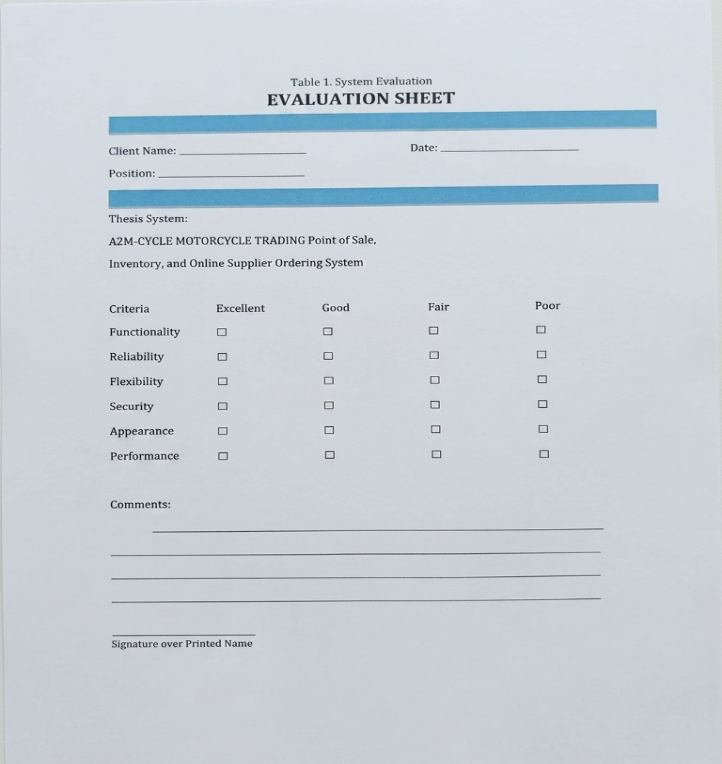 Table 1. System Evaluation
EVALUATION SHEET
Client Name: ____________________ Date: ____________________
Position: ____________________
Thesis System:
A2M-CYCLE MOTORCYCLE TRADING Point of Sale,
Inventory, and Online Supplier Ordering System
Criteria Excellent Good Fair Poor
Functionality ☐ ☐ ☐ ☐
Reliability ☐ ☐ ☐ ☐
Flexibility ☐ ☐ ☐ ☐
Security ☐ ☐ ☐ ☐
Appearance ☐ ☐ ☐ ☐
Performance ☐ ☐ ☐ ☐
Comments:
Signature over Printed Name